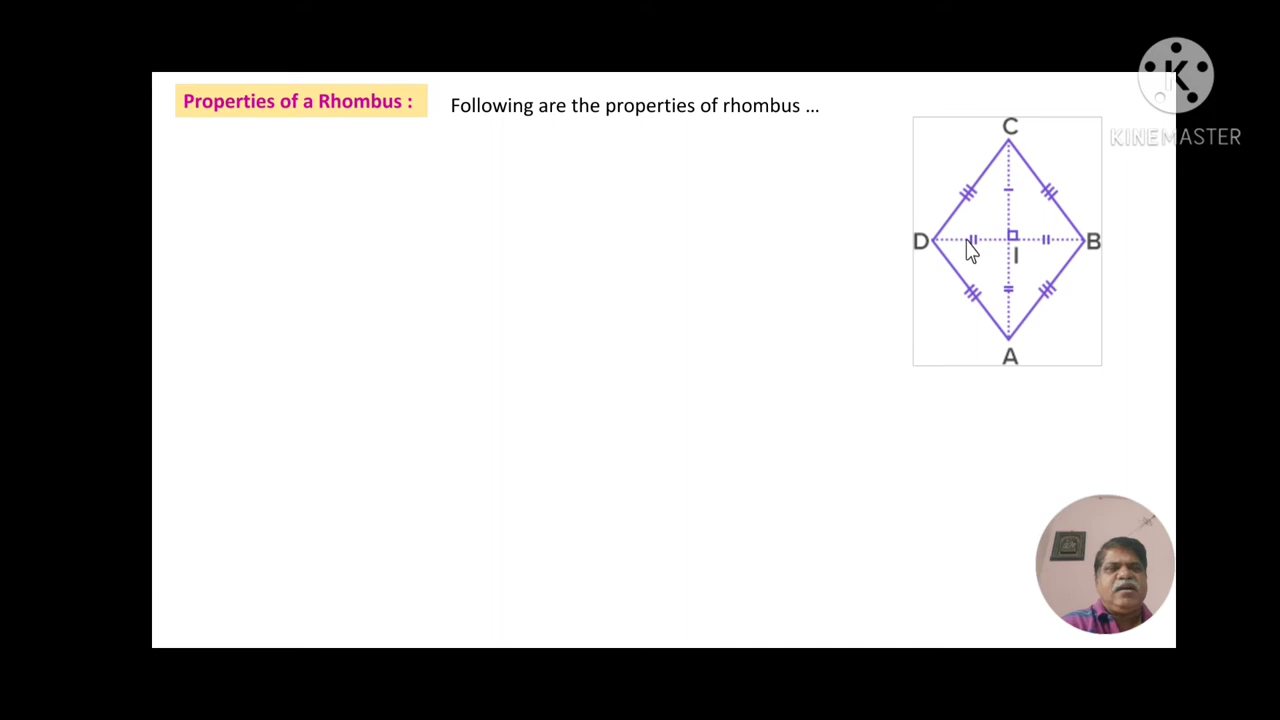 Properties of a Rhombus :
Following are the properties of rhombus ...
K
KINEMASTER
C
D
B
I
A